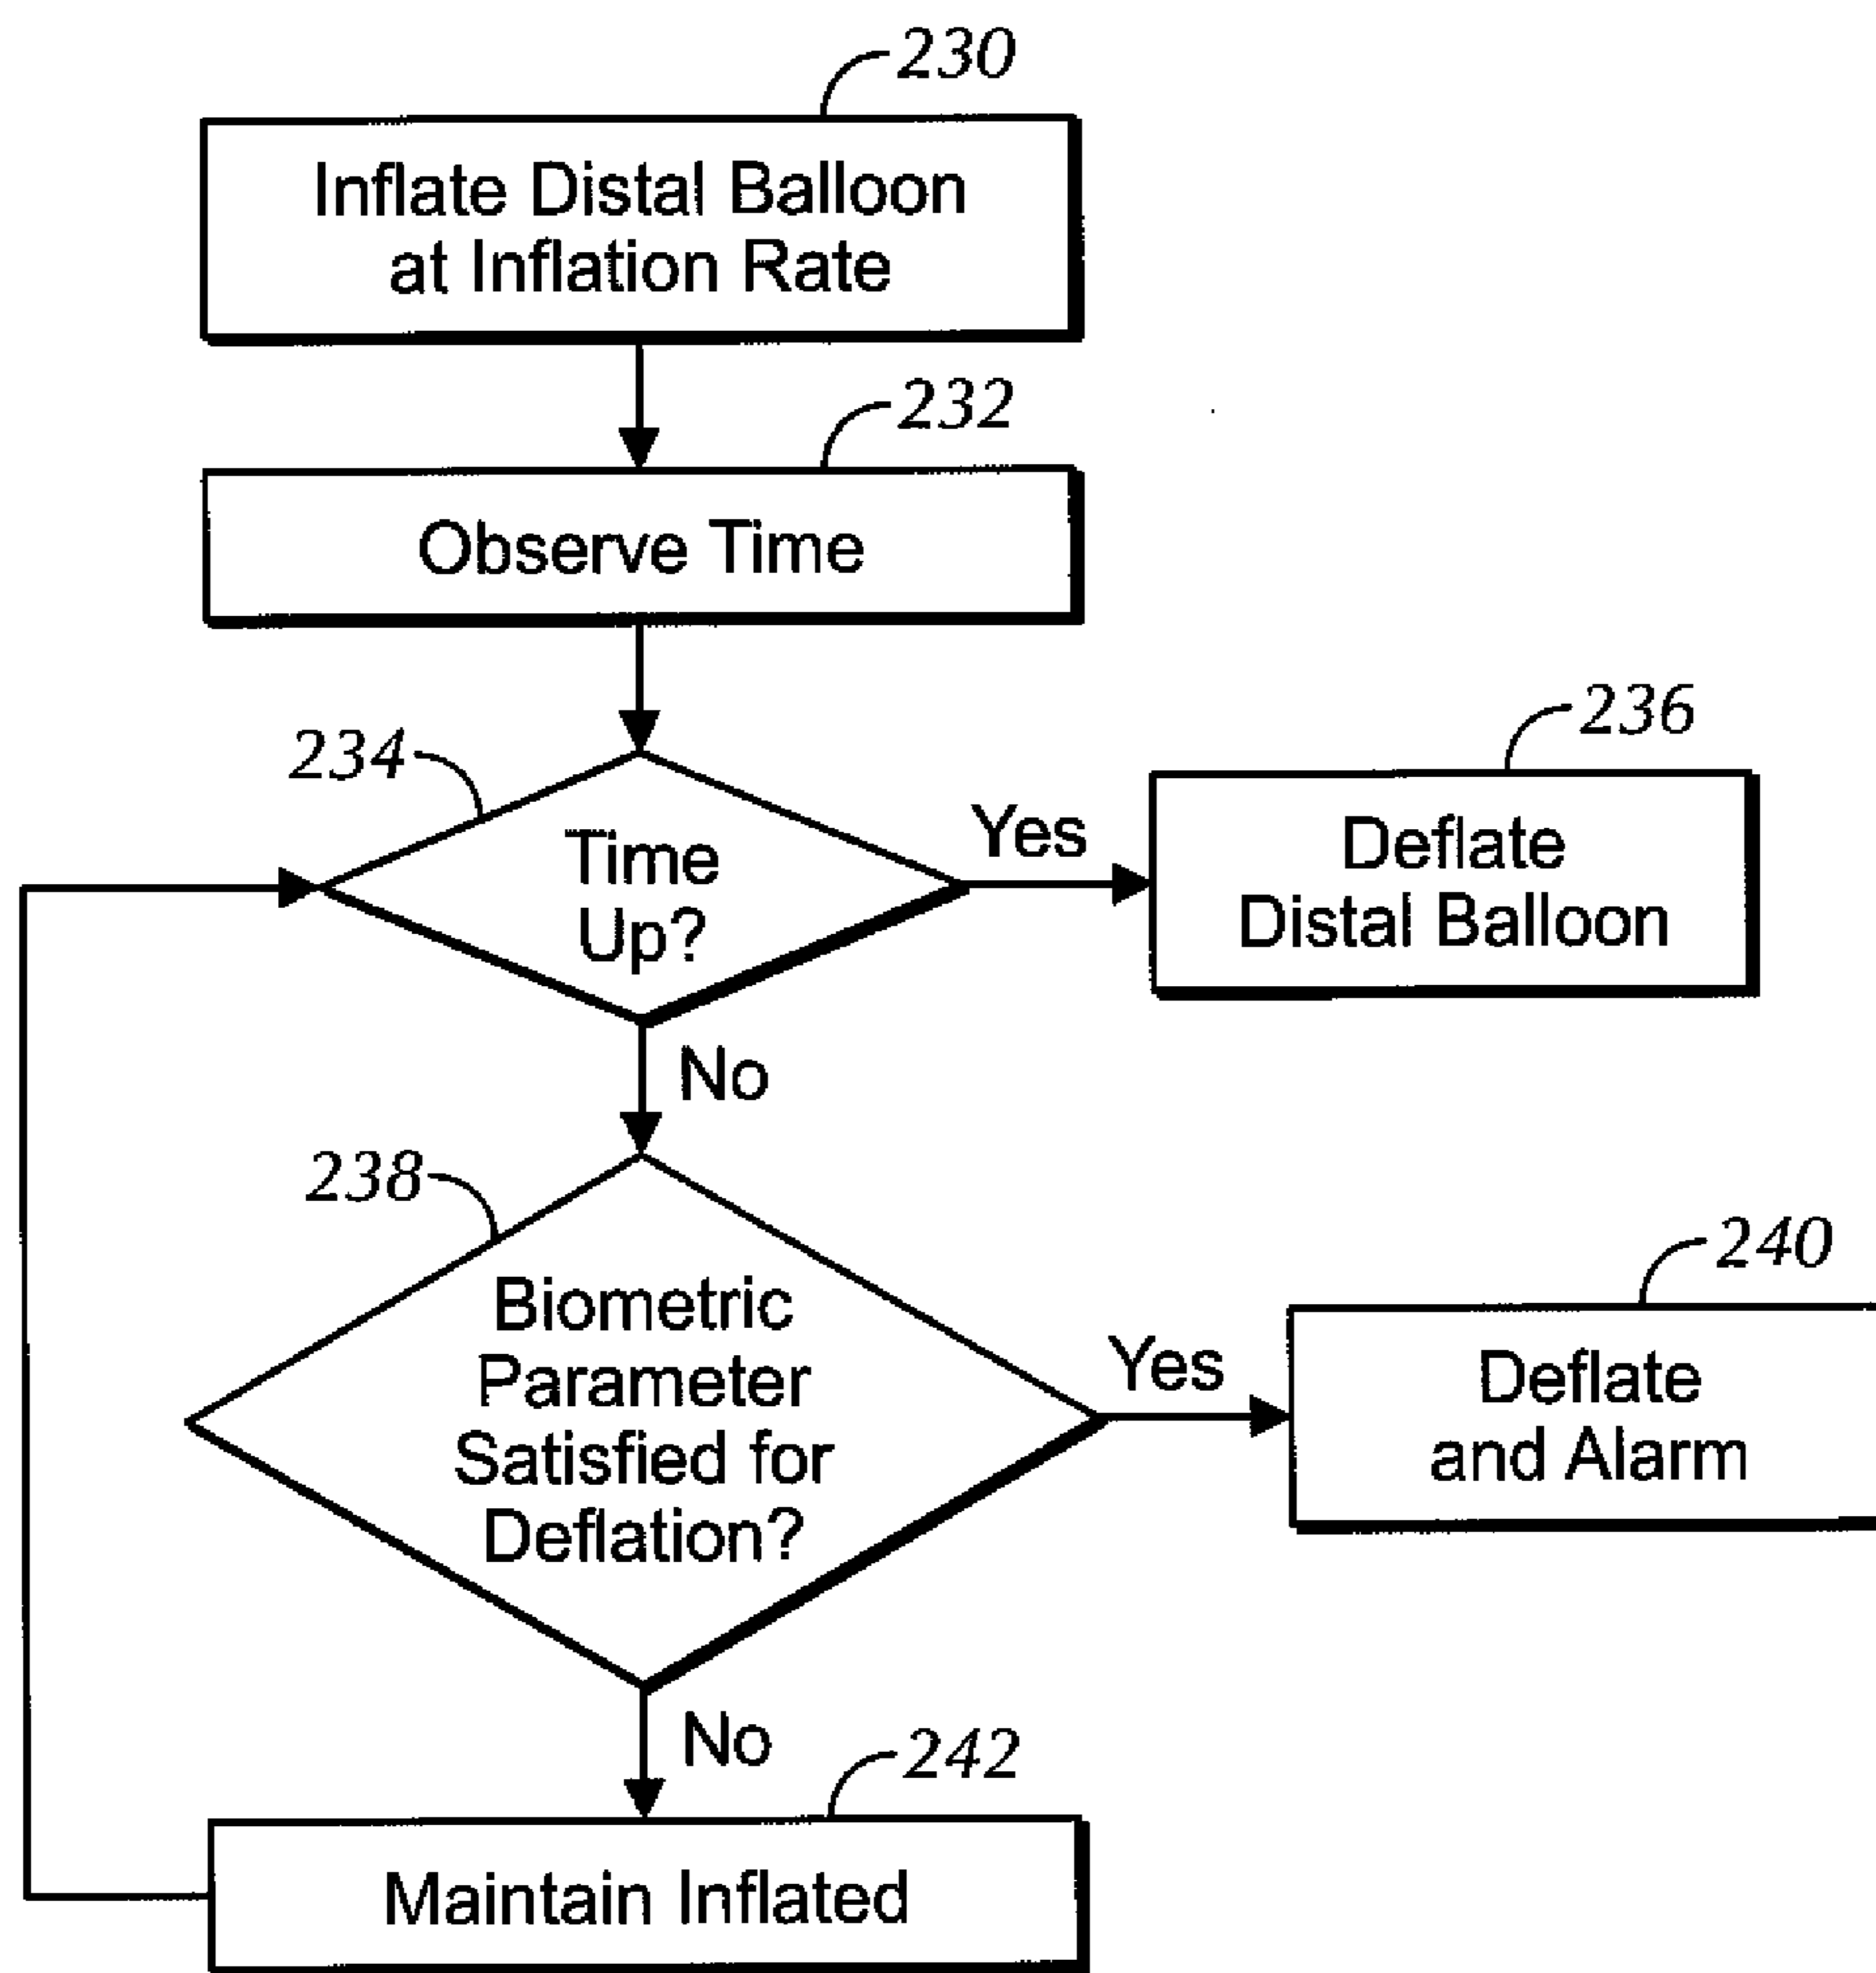 230
Inflate Distal Balloon
at Inflation Rate
232
Observe Time
234
Time
Up?
Yes
236
Deflate
Distal Balloon
No
238
Biometric
Parameter
Satisfied for
Deflation?
Yes
240
Deflate
and Alarm
No
242
Maintain Inflated